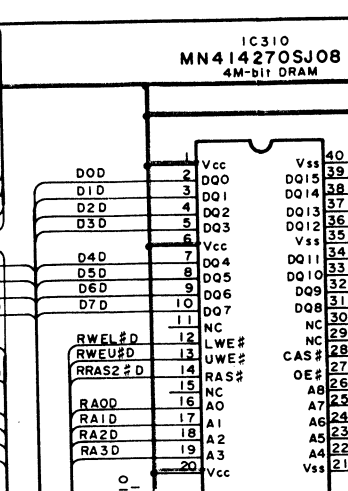 IC310
MN414270SJ08
4M-bit DRAM
1 Vcc Vss 40
D0D 2 DQ0 DQ15 39
D1D 3 DQ1 DQ14 38
D2D 4 DQ2 DQ13 37
D3D 5 DQ3 DQ12 36
6 Vcc Vss 35
D4D 7 DQ4 DQ11 34
D5D 8 DQ5 DQ10 33
D6D 9 DQ6 DQ9 32
D7D 10 DQ7 DQ8 31
11 NC NC 30
RWEL#D 12 LWE# NC 29
RWEU#D 13 UWE# CAS# 28
RRAS2#D 14 RAS# OE# 27
15 NC A8 26
RA0D 16 A0 A7 25
RA1D 17 A1 A6 24
RA2D 18 A2 A5 23
RA3D 19 A3 A4 22
20 Vcc Vss 21
0